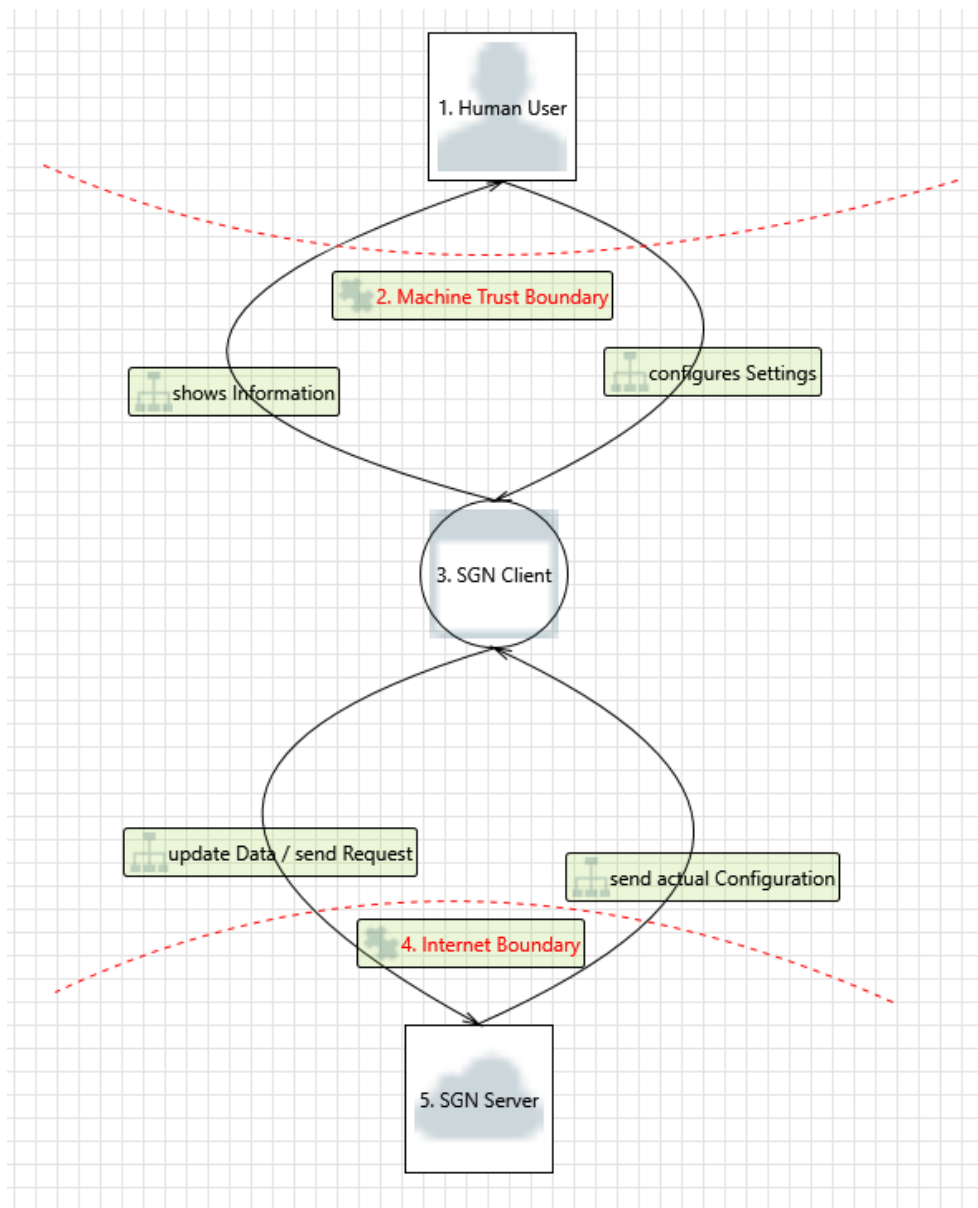 1. Human User
2. Machine Trust Boundary
configures Settings
shows Information
3. SGN Client
update Data / send Request
send actual Configuration
4. Internet Boundary
5. SGN Server